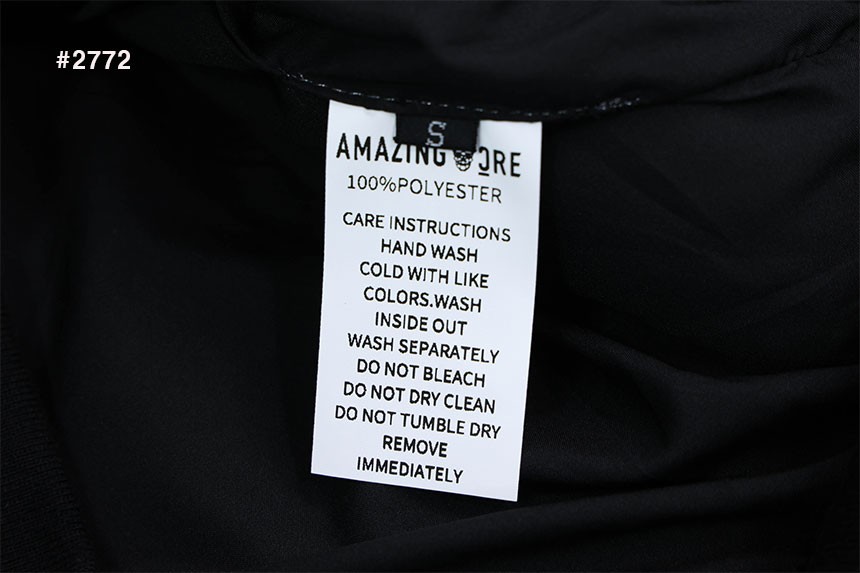 #2772
S
AMAZING
100%POLYESTER
CARE INSTRUCTIONS
HAND WASH
COLD WITH LIKE
COLORS.WASH
INSIDE OUT
WASH SEPARATELY
DO NOT BLEACH
DO NOT DRY CLEAN
DO NOT TUMBLE DRY
REMOVE
IMMEDIATELY